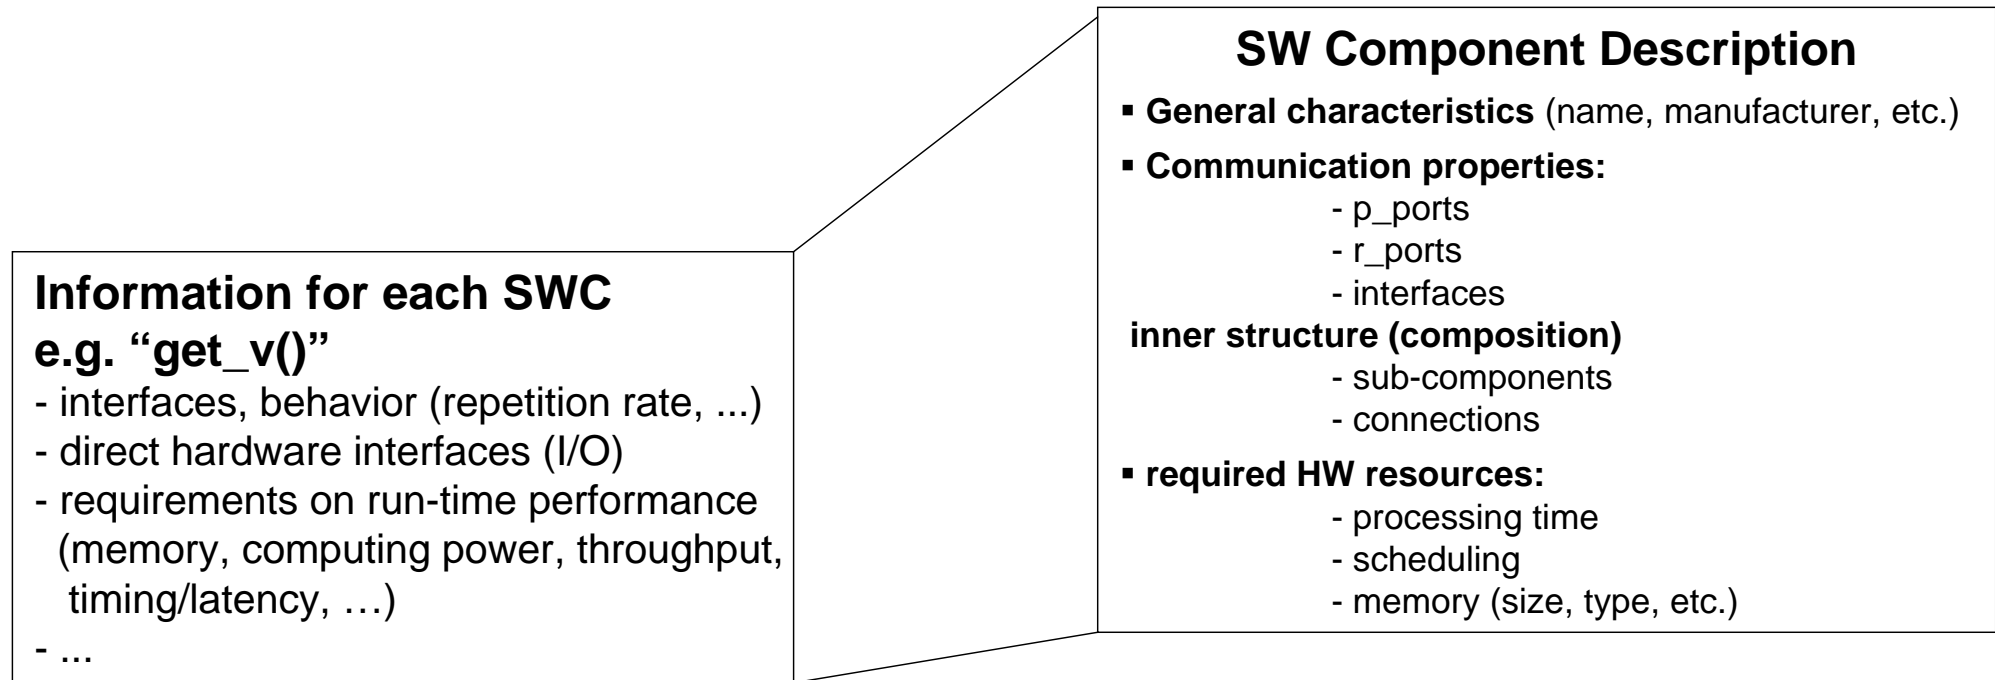 Information for each SWC
e.g. “get_v()”
- interfaces, behavior (repetition rate, ...)
- direct hardware interfaces (I/O)
- requirements on run-time performance
(memory, computing power, throughput,
timing/latency, …)
- ...
SW Component Description
▪ General characteristics (name, manufacturer, etc.)
▪ Communication properties:
- p_ports
- r_ports
- interfaces
inner structure (composition)
- sub-components
- connections
▪ required HW resources:
- processing time
- scheduling
- memory (size, type, etc.)